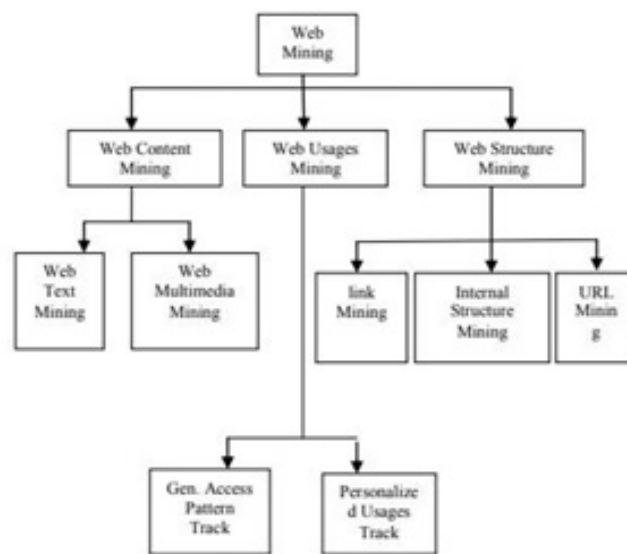 Web
Mining
Web Content
Mining
Web Usages
Mining
Web Structure
Mining
Web
Text
Mining
Web
Multimedia
Mining
link
Mining
Internal
Structure
Mining
URL
Minin
g
Gen. Access
Pattern
Track
Personalize
d Usages
Track